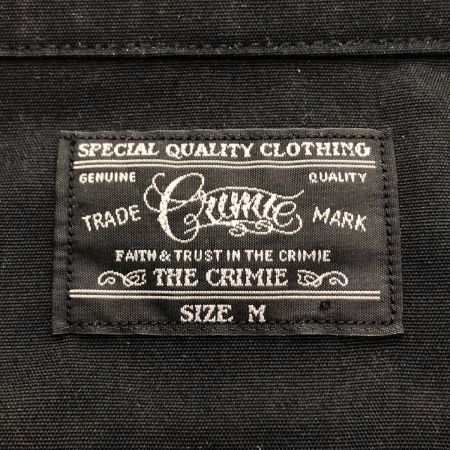 SPECIAL QUALITY CLOTHING
GENUINE QUALITY
TRADE Crimie MARK
FAITH & TRUST IN THE CRIMIE
THE CRIMIE
SIZE M